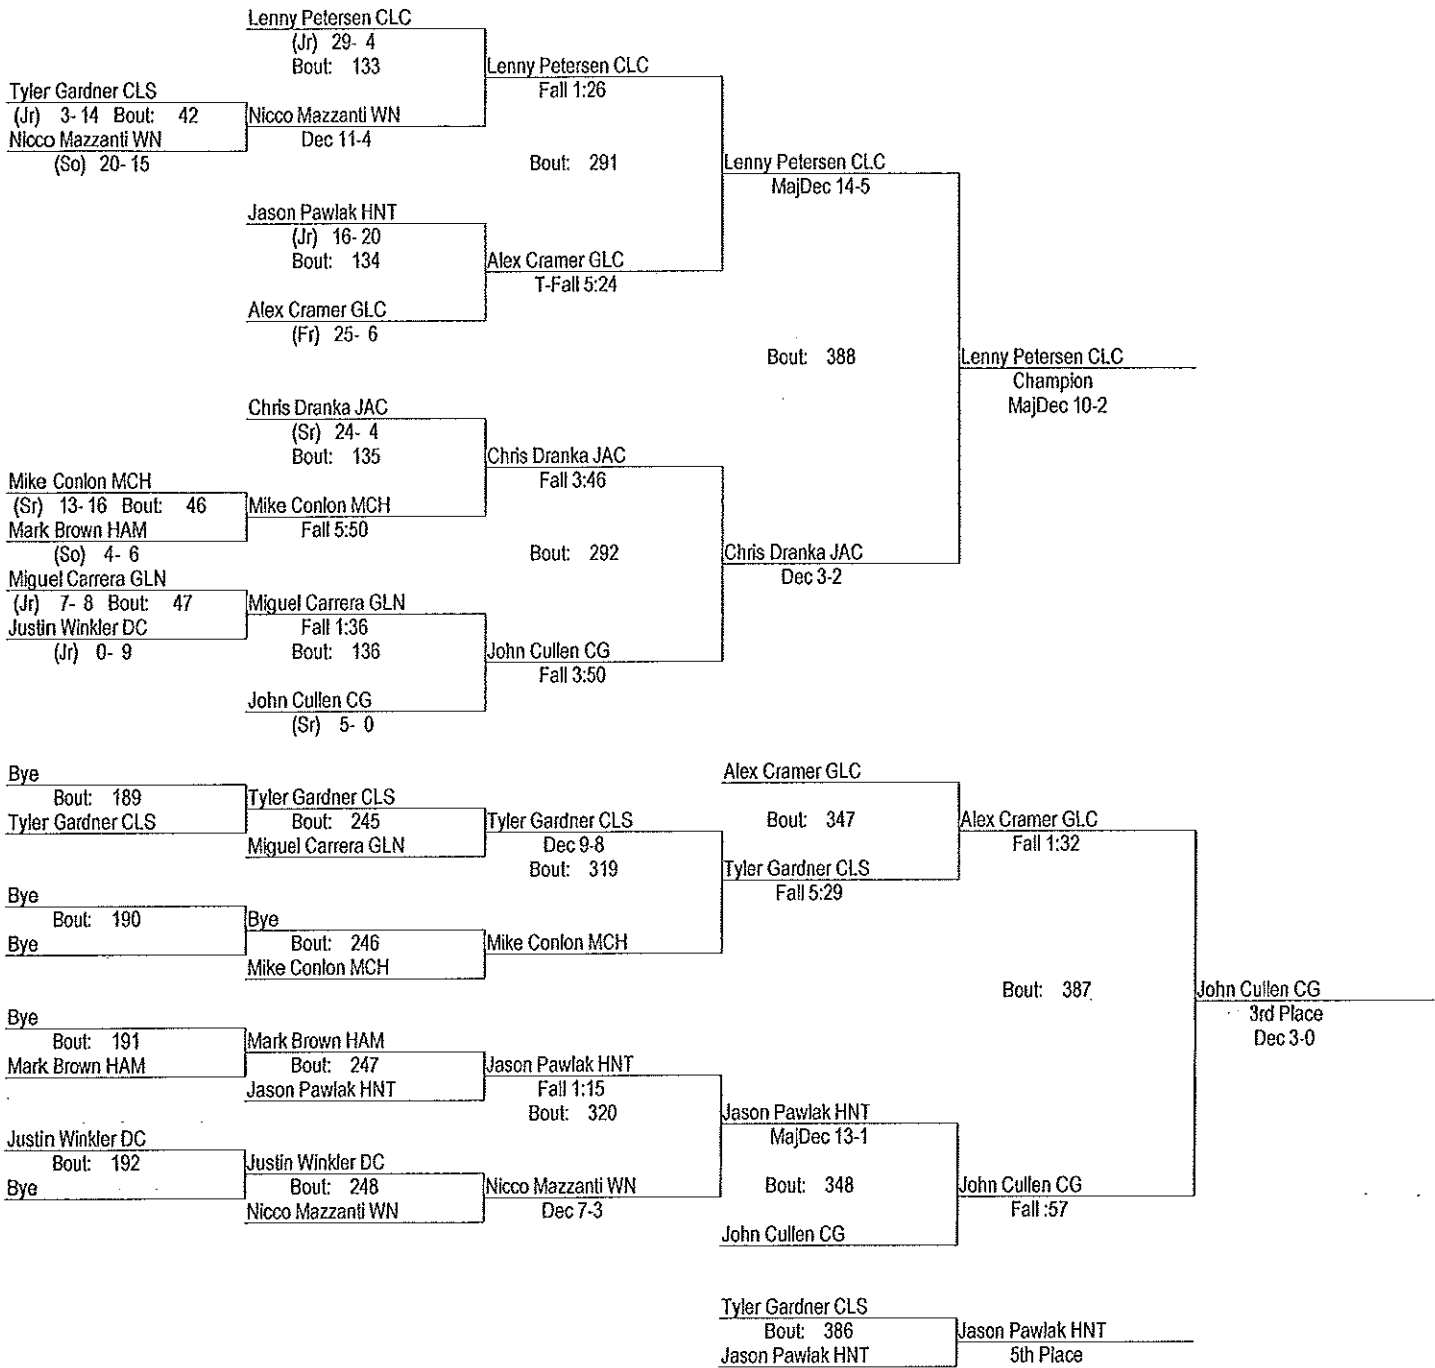 Lenny Petersen CLC
(Jr) 29- 4
Bout: 133
Lenny Petersen CLC
Fall 1:26
Tyler Gardner CLS
(Jr) 3- 14 Bout: 42
Nicco Mazzanti WN
Nicco Mazzanti WN
Dec 11-4
(So) 20- 15
Bout: 291
Lenny Petersen CLC
MajDec 14-5
Jason Pawlak HNT
(Jr) 16- 20
Bout: 134
Alex Cramer GLC
T-Fall 5:24
Alex Cramer GLC
(Fr) 25- 6
Bout: 388
Lenny Petersen CLC
Champion
MajDec 10-2
Chris Dranka JAC
(Sr) 24- 4
Bout: 135
Chris Dranka JAC
Fall 3:46
Mike Conlon MCH
(Sr) 13- 16 Bout: 46
Mike Conlon MCH
Mark Brown HAM
Fall 5:50
(So) 4- 6
Bout: 292
Chris Dranka JAC
Dec 3-2
Miguel Carrera GLN
(Jr) 7- 8 Bout: 47
Miguel Carrera GLN
Justin Winkler DC
Fall 1:36
(Jr) 0- 9
Bout: 136
John Cullen CG
Fall 3:50
John Cullen CG
(Sr) 5- 0
Bye
Bout: 189
Tyler Gardner CLS
Tyler Gardner CLS
Bout: 245
Miguel Carrera GLN
Tyler Gardner CLS
Dec 9-8
Bout: 319
Alex Cramer GLC
Bout: 347
Tyler Gardner CLS
Fall 5:29
Alex Cramer GLC
Fall 1:32
Bye
Bout: 190
Bye
Bye
Bout: 246
Mike Conlon MCH
Mike Conlon MCH
Bout: 387
John Cullen CG
3rd Place
Dec 3-0
Bye
Bout: 191
Mark Brown HAM
Mark Brown HAM
Bout: 247
Jason Pawlak HNT
Jason Pawlak HNT
Fall 1:15
Bout: 320
Jason Pawlak HNT
MajDec 13-1
Justin Winkler DC
Bout: 192
Bye
Justin Winkler DC
Bout: 248
Nicco Mazzanti WN
Nicco Mazzanti WN
Dec 7-3
Bout: 348
John Cullen CG
John Cullen CG
Fall :57
Tyler Gardner CLS
Bout: 386
Jason Pawlak HNT
Jason Pawlak HNT
5th Place